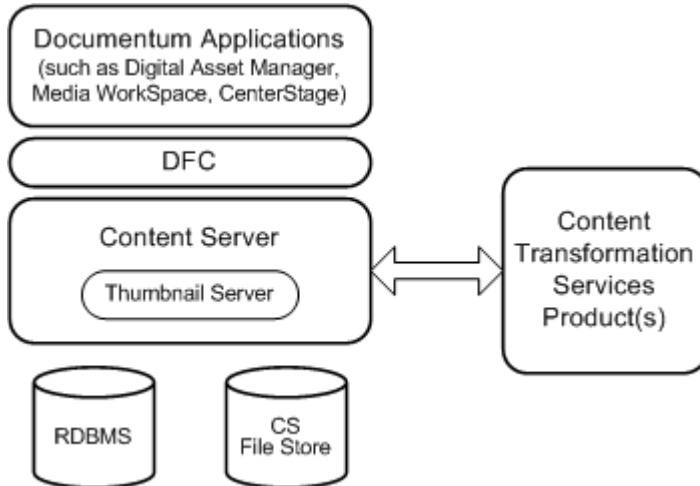 Documentum Applications
(such as Digital Asset Manager,
Media WorkSpace, CenterStage)
DFC
Content Server
Thumbnail Server
Content
Transformation
Services
Product(s)
RDBMS
CS
File Store